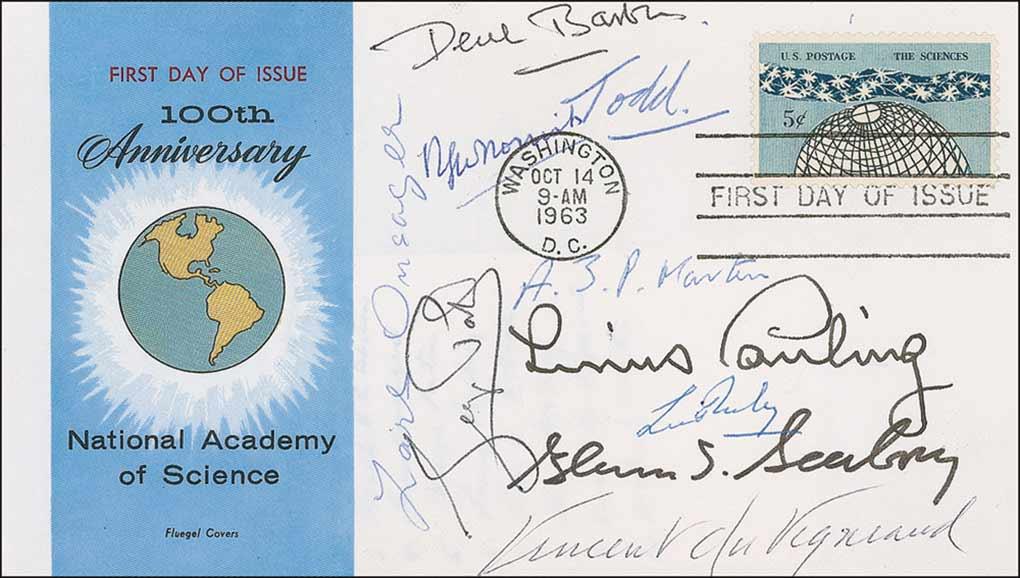 FIRST DAY OF ISSUE
100th
Anniversary
National Academy
of Science
Fluegel Covers
Derek Barton
Todd.
U.S. POSTAGE THE SCIENCES
5¢
WASHINGTON
OCT 14
9-AM
1963
D.C.
FIRST DAY OF ISSUE
Lars Onsager
A. J. P. Martin
Linus Pauling
Glenn T. Seaborg
Vincent du Vigneaud